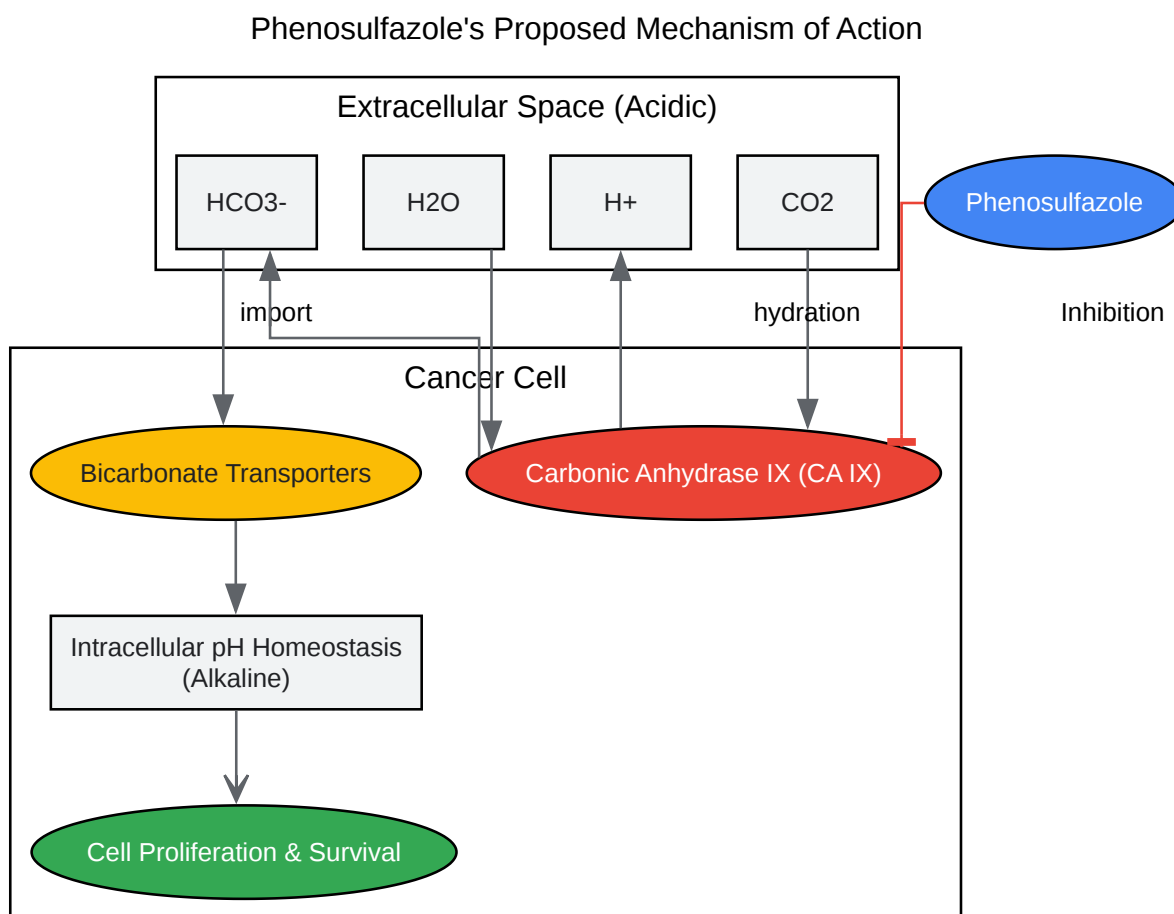 Phenosulfazole's Proposed Mechanism of Action
Extracellular Space (Acidic)
HCO3-
H2O
H+
CO2
Phenosulfazole
import
hydration
Inhibition
Cancer Cell
Bicarbonate Transporters
Carbonic Anhydrase IX (CA IX)
Intracellular pH Homeostasis
(Alkaline)
Cell Proliferation & Survival